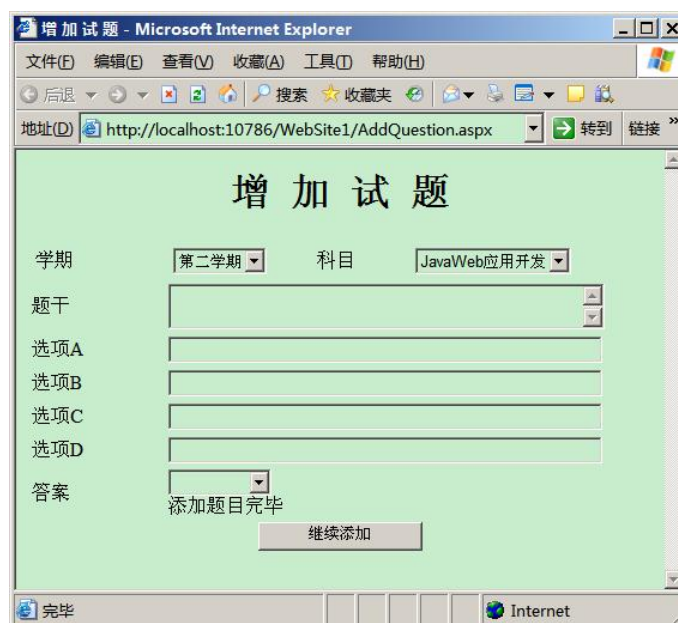 增 加 试 题 - Microsoft Internet Explorer
文件(F) 编辑(E) 查看(V) 收藏(A) 工具(T) 帮助(H)
后退 搜索 收藏夹
地址(D) http://localhost:10786/WebSite1/AddQuestion.aspx 转到 链接 »
增 加 试 题
学期 第二学期 科目 JavaWeb应用开发
题干
选项A
选项B
选项C
选项D
答案
添加题目完毕
继续添加
完毕 Internet